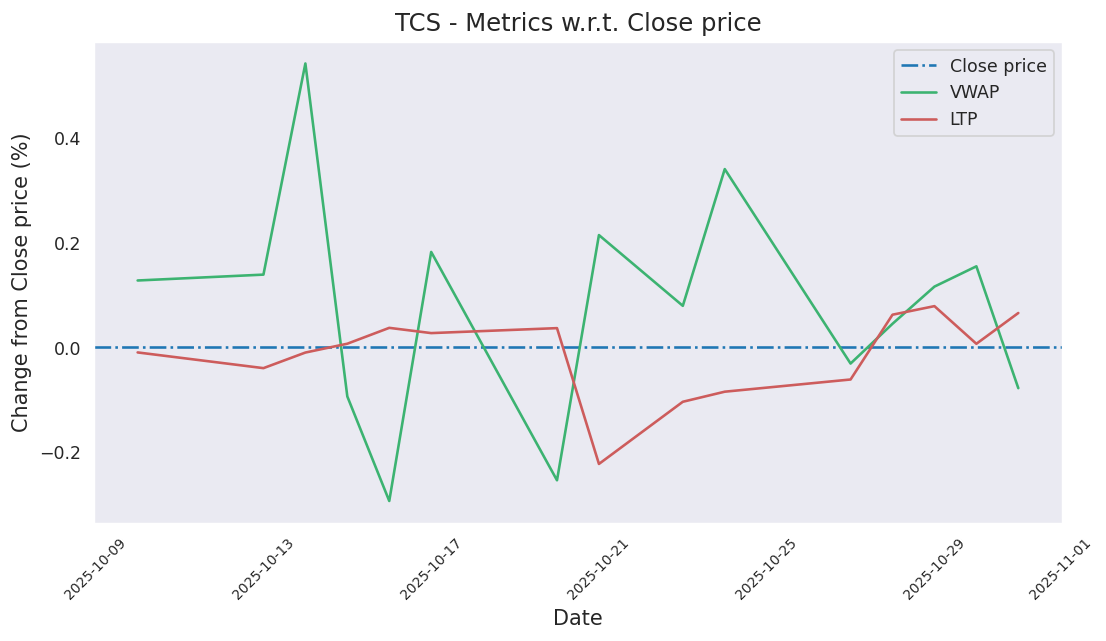 TCS - Metrics w.r.t. Close price
Close price
VWAP
LTP
Change from Close price (%)
0.4
0.2
0.0
−0.2
2025-10-09
2025-10-13
2025-10-17
2025-10-21
2025-10-25
2025-10-29
2025-11-01
Date